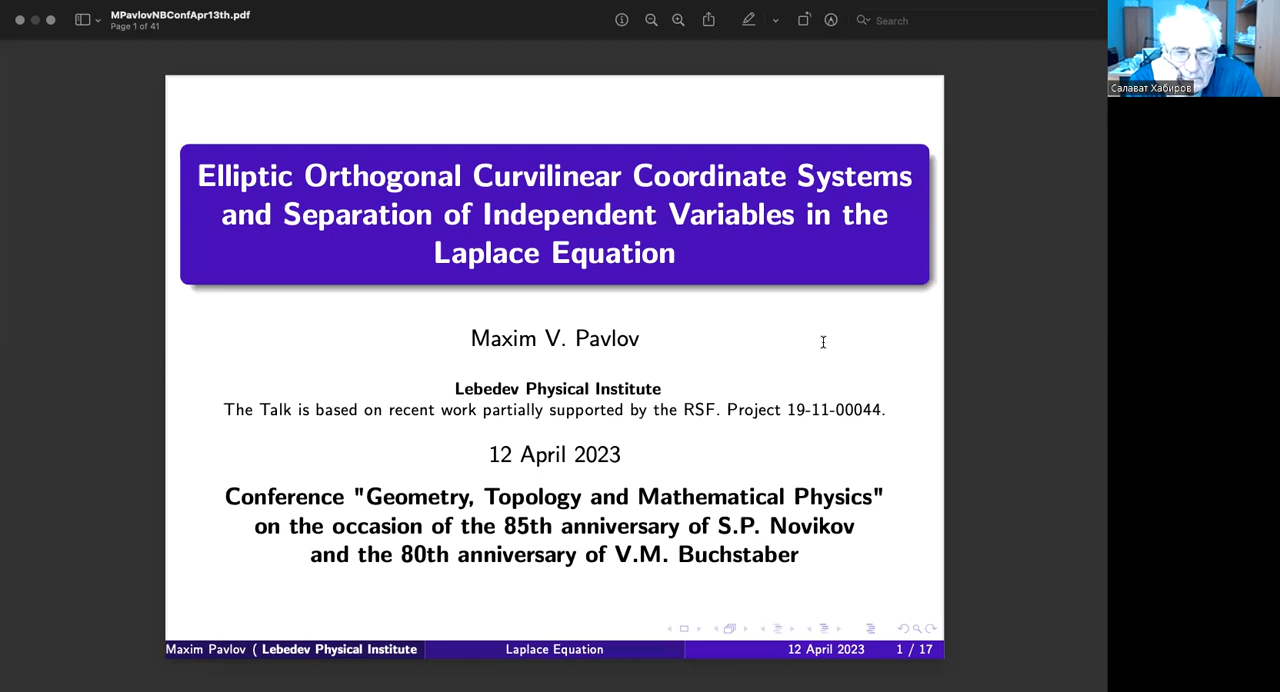 MPavlovNBConfApr13th.pdf
Page 1 of 41
Search
Салават Хабиров
Elliptic Orthogonal Curvilinear Coordinate Systems
and Separation of Independent Variables in the
Laplace Equation
Maxim V. Pavlov
Lebedev Physical Institute
The Talk is based on recent work partially supported by the RSF. Project 19-11-00044.
12 April 2023
Conference "Geometry, Topology and Mathematical Physics"
on the occasion of the 85th anniversary of S.P. Novikov
and the 80th anniversary of V.M. Buchstaber
Maxim Pavlov ( Lebedev Physical Institute
Laplace Equation
12 April 2023
1 / 17